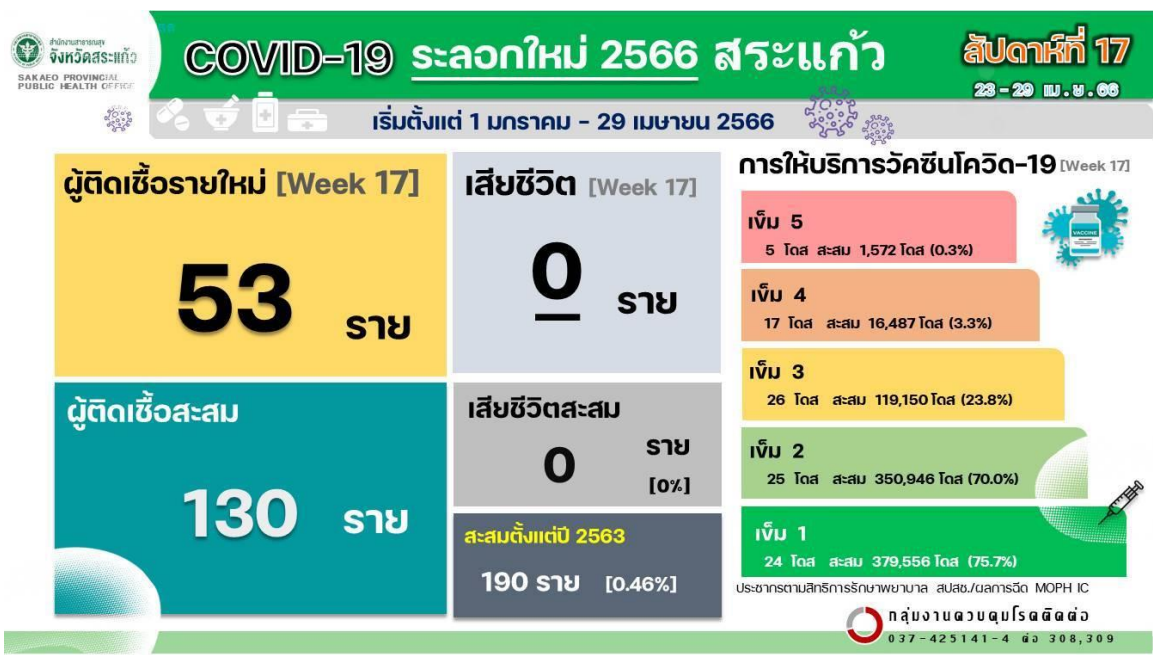 สำนักงานสาธารณสุข
จังหวัดสระแก้ว
SAKAEO PROVINCIAL
PUBLIC HEALTH OFFICE
COVID-19 ระลอกใหม่ 2566 สระแก้ว
สัปดาห์ที่ 17
23-29 เม.ย.66
เริ่มตั้งแต่ 1 มกราคม - 29 เมษายน 2566
ผู้ติดเชื้อรายใหม่ [Week 17]
53 ราย
เสียชีวิต [Week 17]
0 ราย
ผู้ติดเชื้อสะสม
130 ราย
เสียชีวิตสะสม
0 ราย
[0%]
สะสมตั้งแต่ปี 2563
190 ราย [0.46%]
การให้บริการวัคซีนโควิด-19 [Week 17]
VACCINE
เข็ม 5
5 โดส สะสม 1,572 โดส (0.3%)
เข็ม 4
17 โดส สะสม 16,487 โดส (3.3%)
เข็ม 3
26 โดส สะสม 119,150 โดส (23.8%)
เข็ม 2
25 โดส สะสม 350,946 โดส (70.0%)
เข็ม 1
24 โดส สะสม 379,556 โดส (75.7%)
ประชากรตามสิทธิการรักษาพยาบาล สปสช./ผลการฉีด MOPH IC
กลุ่มงานควบคุมโรคติดต่อ
037-425141-4 ต่อ 308,309